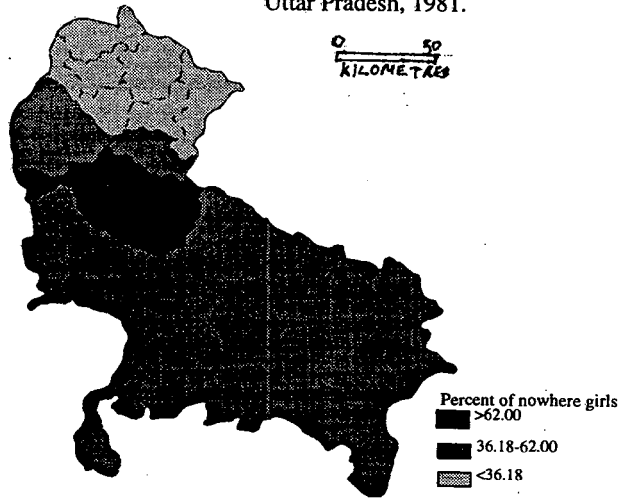 Uttar Pradesh, 1981.
0 50
KILOMETRES
Percent of nowhere girls
>62.00
36.18-62.00
<36.18